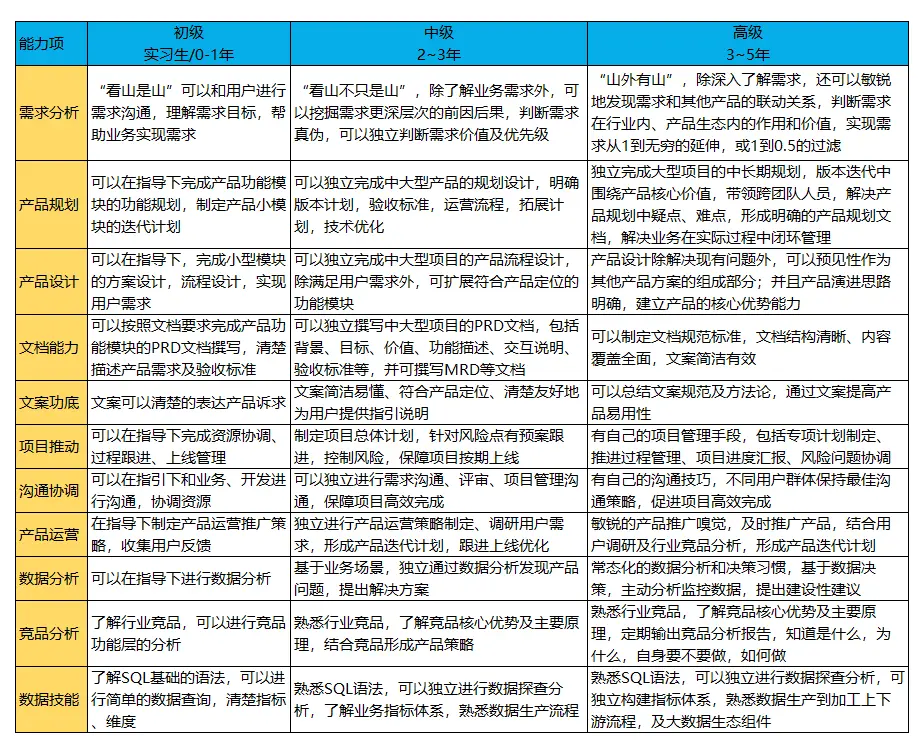 能力项
初级
实习生/0-1年
中级
2~3年
高级
3~5年
需求分析
“看山是山”可以和用户进行
需求沟通，理解需求目标，帮
助业务实现需求
“看山不只是山”，除了解业务需求外，可
以挖掘需求更深层次的前因后果，判断需求
真伪，可以独立判断需求价值及优先级
“山外有山”，除深入了解需求，还可以敏锐
地发现需求和其他产品的联动关系，判断需求
在行业内、产品生态内的作用和价值，实现需
求从1到无穷的延伸，或1到0.5的过滤
产品规划
可以在指导下完成产品功能模
块的功能规划，制定产品小模
块的迭代计划
可以独立完成中大型产品的规划设计，明确
版本计划，验收标准，运营流程，拓展计
划，技术优化
独立完成大型项目的中长期规划，版本迭代中
围绕产品核心价值，带领跨团队人员，解决产
品规划中疑点、难点，形成明确的产品规划文
档，解决业务在实际过程中闭环管理
产品设计
可以在指导下，完成小型模块
的方案设计，流程设计，实现
用户需求
可以独立完成中大型项目的产品流程设计，
除满足用户需求外，可扩展符合产品定位的
功能模块
产品设计除解决现有问题外，可以预见性作为
其他产品方案的组成部分；并且产品演进思路
明确，建立产品的核心优势能力
文档能力
可以按照文档要求完成产品功
能模块的PRD文档撰写，清楚
描述产品需求及验收标准
可以独立撰写中大型项目的PRD文档，包括
背景、目标、价值、功能描述、交互说明、
验收标准等，并可撰写MRD等文档
可以制定文档规范标准，文档结构清晰、内容
覆盖全面，文案简洁有效
文案功底
文案可以清楚的表达产品诉求
文案简洁易懂、符合产品定位、清楚友好地
为用户提供指引说明
可以总结文案规范及方法论，通过文案提高产
品易用性
项目推动
可以在指导下完成资源协调、
过程跟进、上线管理
制定项目总体计划，针对风险点有预案跟
进，控制风险，保障项目按期上线
有自己的项目管理手段，包括专项计划制定、
推进过程管理、项目进度汇报、风险问题协调
沟通协调
可以在指引下和业务、开发进
行沟通，协调资源
可以独立进行需求沟通、评审、项目管理沟
通，保障项目高效完成
有自己的沟通技巧，不同用户群体保持最佳沟
通策略，促进项目高效完成
产品运营
在指导下制定产品运营推广策
略，收集用户反馈
独立进行产品运营策略制定、调研用户需
求，形成产品迭代计划，跟进上线优化
敏锐的产品推广嗅觉，及时推广产品，结合用
户调研及行业竞品分析，形成产品迭代计划
数据分析
可以在指导下进行数据分析
基于业务场景，独立通过数据分析发现产品
问题，提出解决方案
常态化的数据分析和决策习惯，基于数据决
策，主动分析监控数据，提出建设性建议
竞品分析
了解行业竞品，可以进行竞品
功能层的分析
熟悉行业竞品，了解竞品核心优势及主要原
理，结合竞品形成产品策略
熟悉行业竞品，了解竞品核心优势及主要原
理，定期输出竞品分析报告，知道是什么，为
什么，自身要不要做，如何做
数据技能
了解SQL基础的语法，可以进
行简单的数据查询，清楚指标
、维度
熟悉SQL语法，可以独立进行数据探查分
析，了解业务指标体系，熟悉数据生产流程
熟悉SQL语法，可以独立进行数据探查分析，可
独立构建指标体系，熟悉数据生产到加工上下
游流程，及大数据生态组件